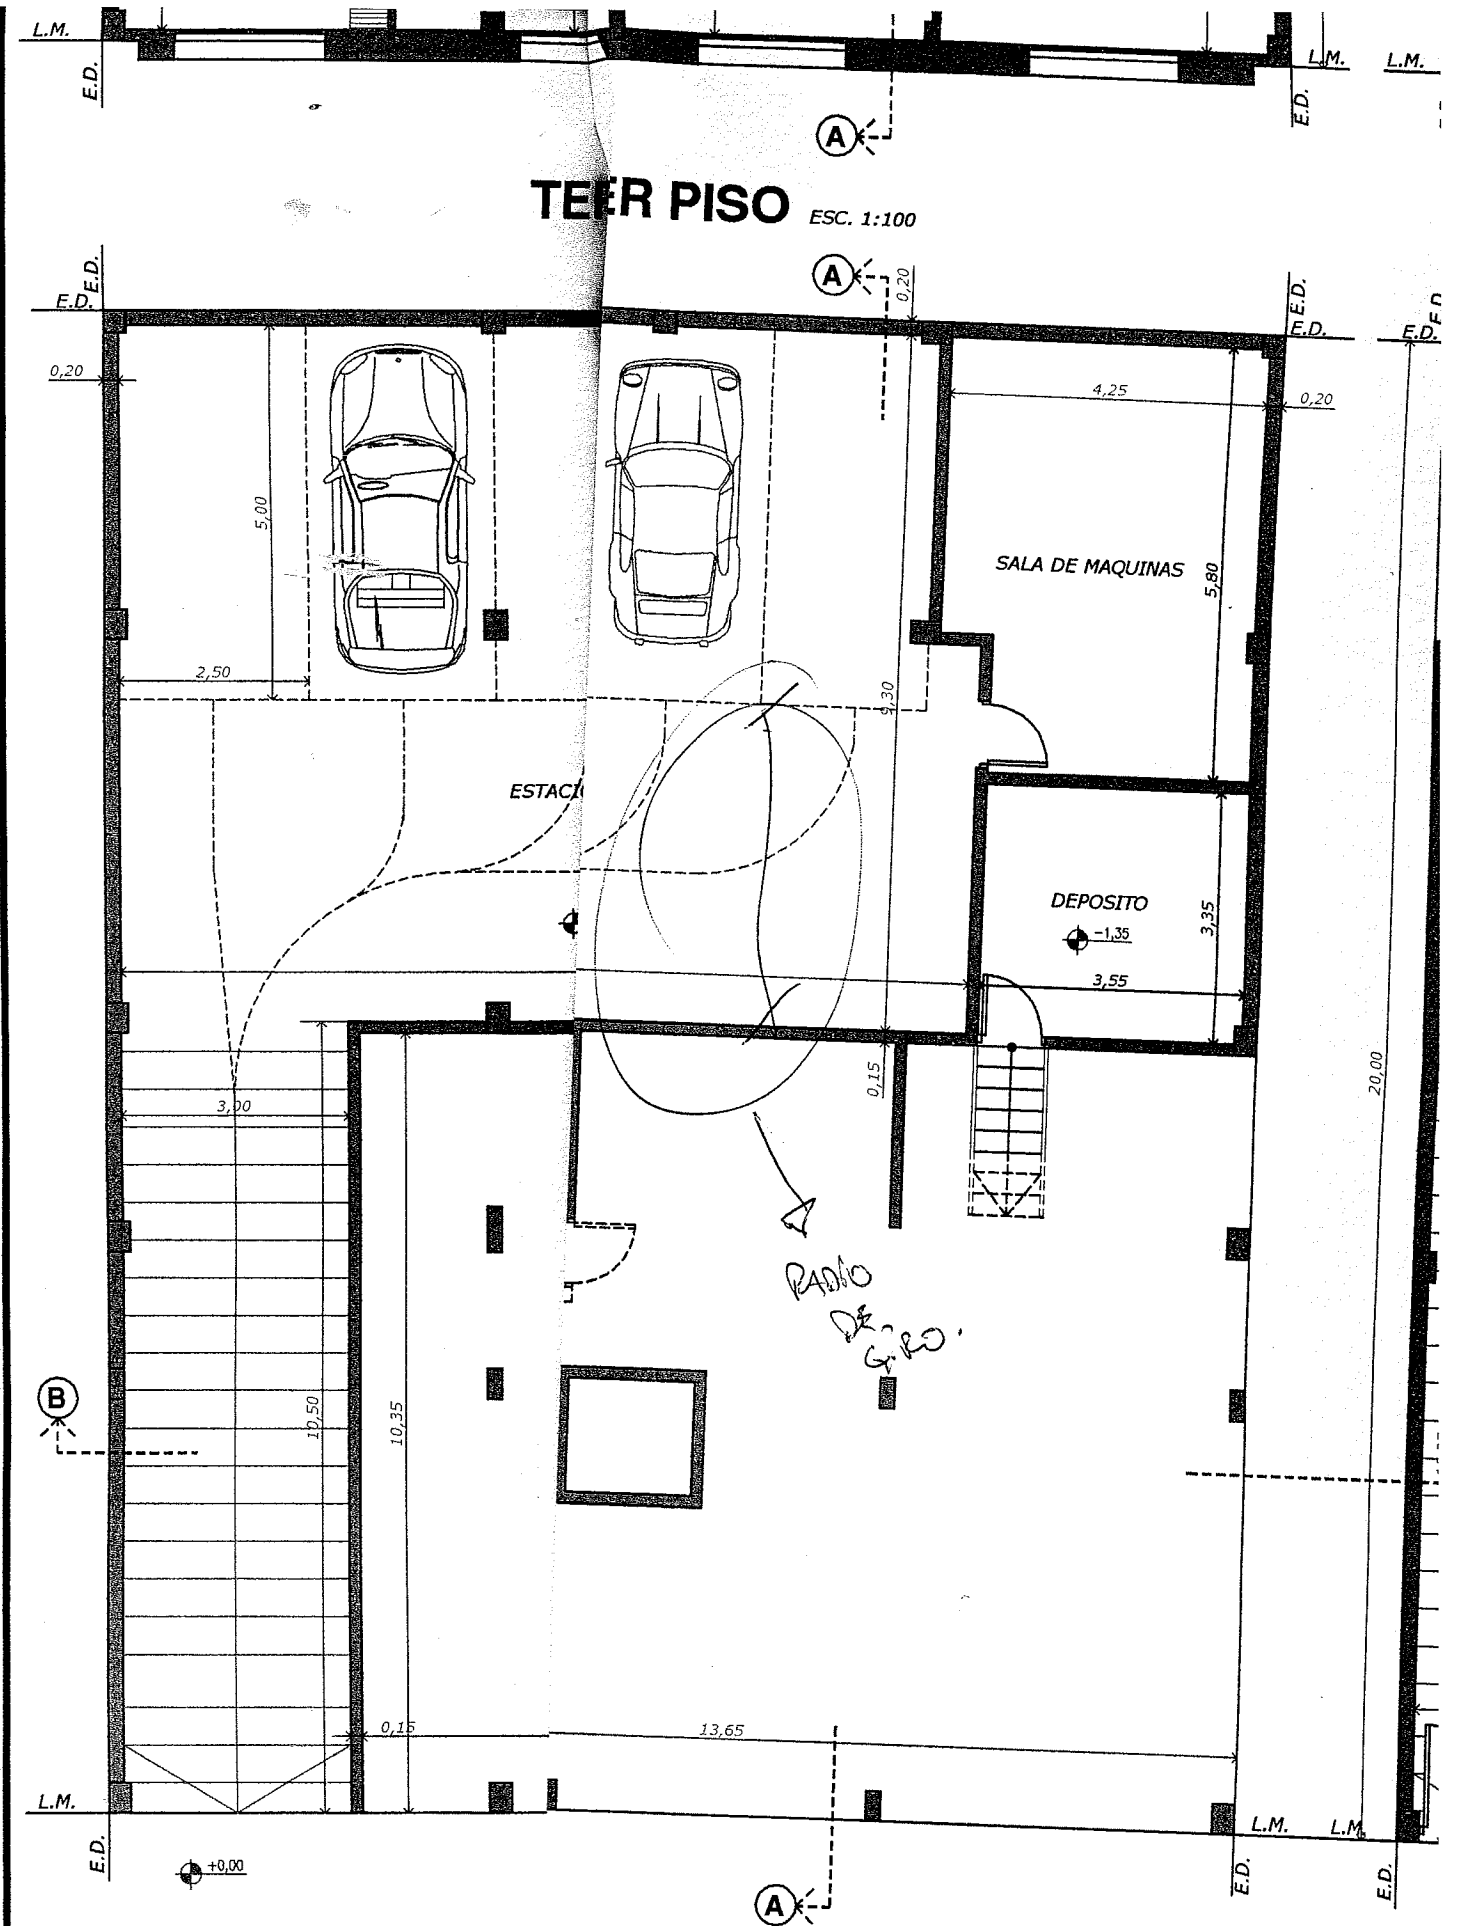 L.M.
E.D.
L.M.
L.M.
E.D.
A
TEER PISO ESC. 1:100
A
E.D.
E.D.
0,20
E.D.
E.D.
E.D.
0,20
4,25
0,20
5,00
SALA DE MAQUINAS
5,80
2,50
9,30
ESTACI
DEPOSITO
-1,35
3,35
3,55
20,00
3,00
0,15
RADIO
DE
GIRO.
B
10,50
10,35
0,15
13,65
L.M.
L.M.
L.M.
E.D.
+0,00
E.D.
E.D.
A